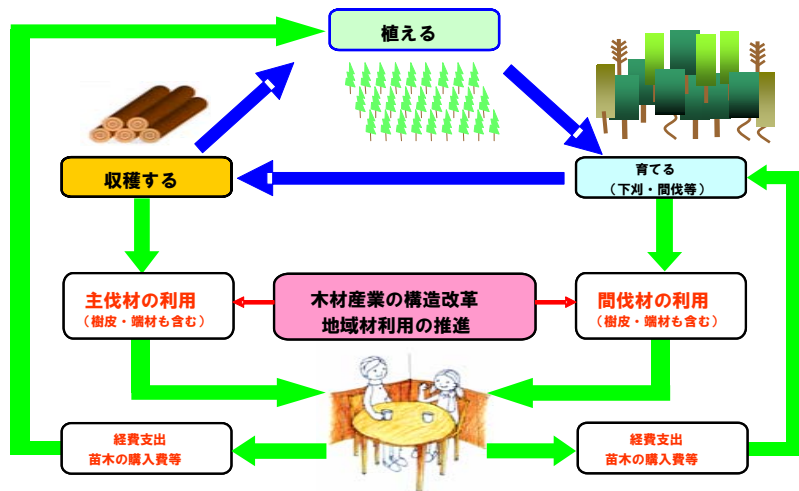 植える
収穫する
育てる
(下刈・間伐等)
主伐材の利用
(樹皮・端材も含む)
木材産業の構造改革
地域材利用の推進
間伐材の利用
(樹皮・端材も含む)
経費支出
苗木の購入費等
経費支出
苗木の購入費等